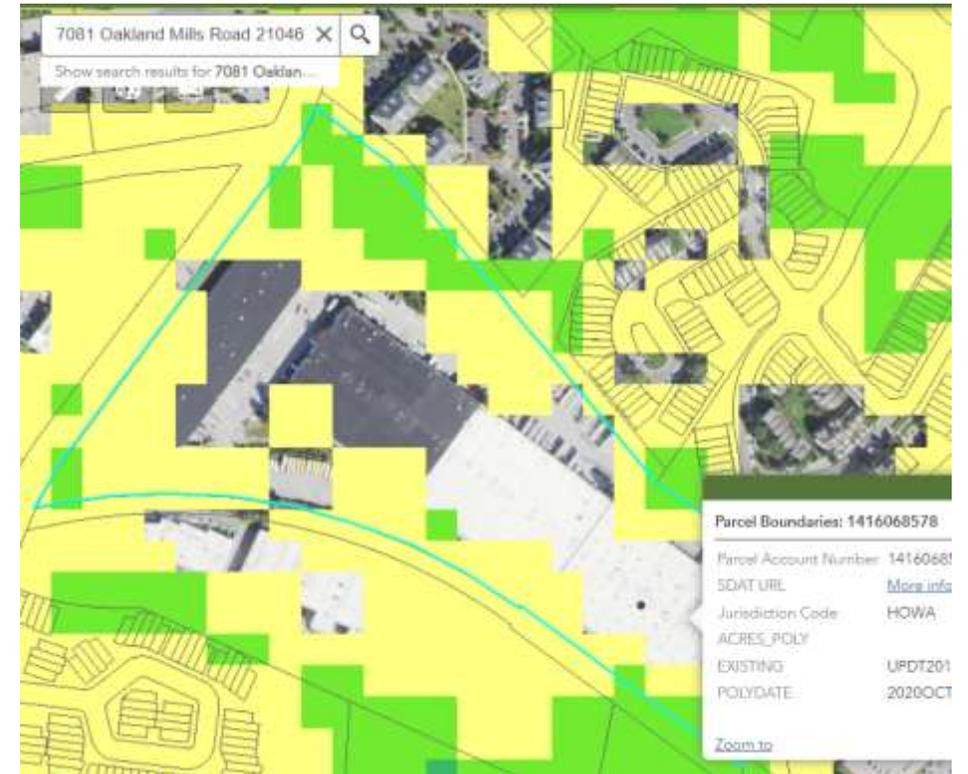 7081 Oakland Mills Road 21046
Show search results for 7081 Oaklan...
Parcel Boundaries: 1416068578
Parcel Account Number 1416068
SDAT URL More info
Jurisdiction Code HOWA
ACRES_POLY
EXISTING UPDT201
POLYDATE 2020OCT
Zoom to